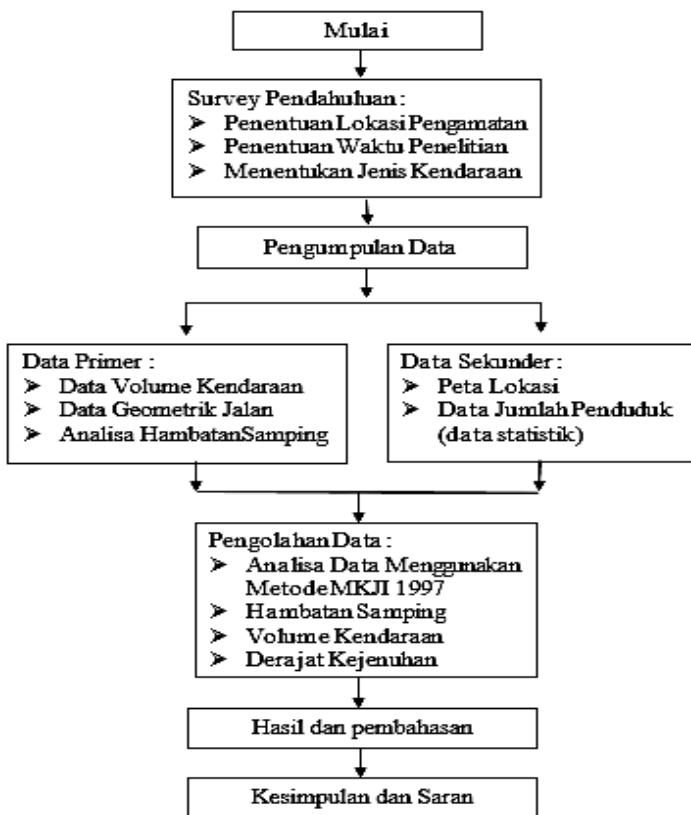 Mulai
Survey Pendahuluan :
➤ Penentuan Lokasi Pengamatan
➤ Penentuan Waktu Penelitian
➤ Menentukan Jenis Kendaraan
Pengumpulan Data
Data Primer :
➤ Data Volume Kendaraan
➤ Data Geometrik Jalan
➤ Analisa Hambatan Samping
Data Sekunder :
➤ Peta Lokasi
➤ Data Jumlah Penduduk
(data statistik)
Pengolahan Data :
➤ Analisa Data Menggunakan
Metode MKJI 1997
➤ Hambatan Samping
➤ Volume Kendaraan
➤ Derajat Kejenuhan
Hasil dan pembahasan
Kesimpulan dan Saran